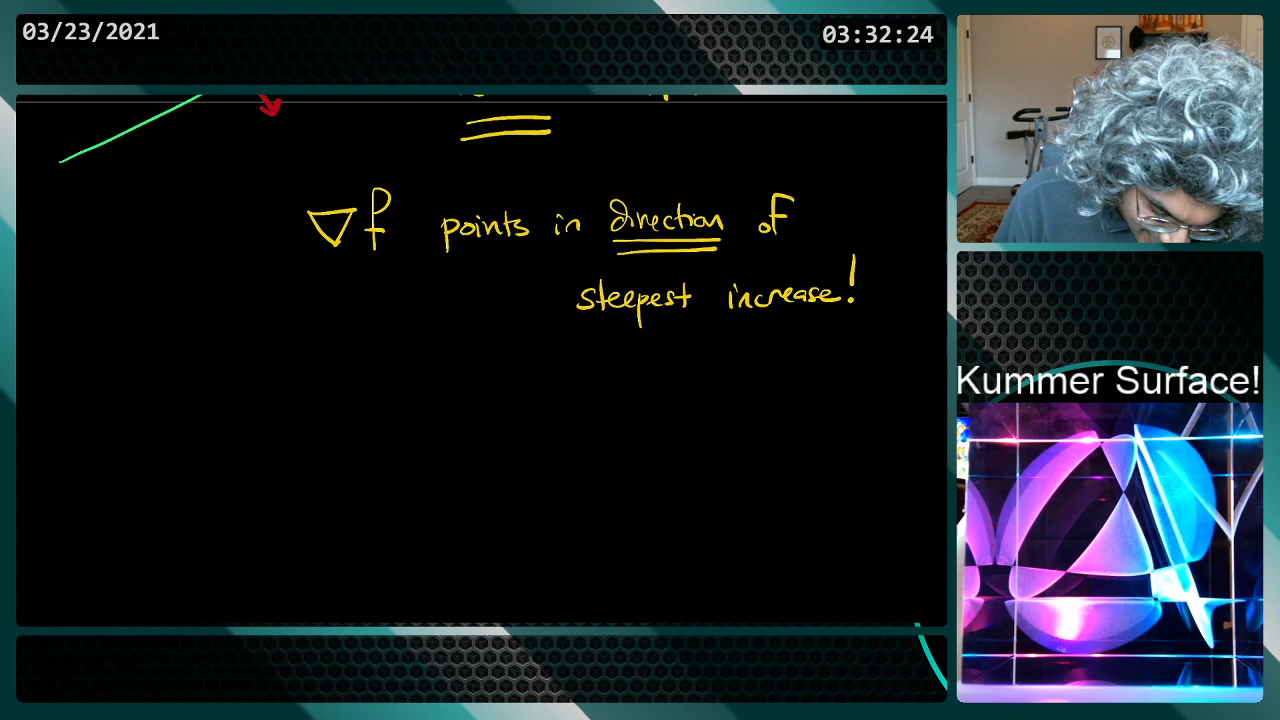 03/23/2021
03:32:24
∇f points in direction of
steepest increase!
Kummer Surface!